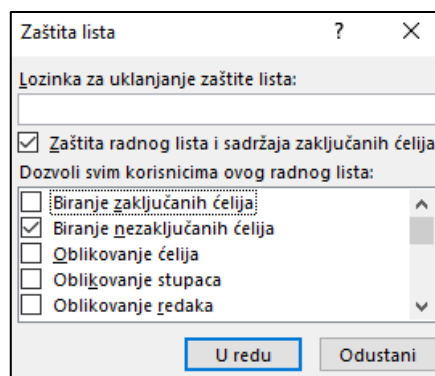 Zaštita lista ?
Lozinka za uklanjanje zaštite lista:
Zaštita radnog lista i sadržaja zaključanih ćelija
Dozvoli svim korisnicima ovog radnog lista:
Biranje zaključanih ćelija
Biranje nezaključanih ćelija
Oblikovanje ćelija
Oblikovanje stupaca
Oblikovanje redaka
U redu Odustani